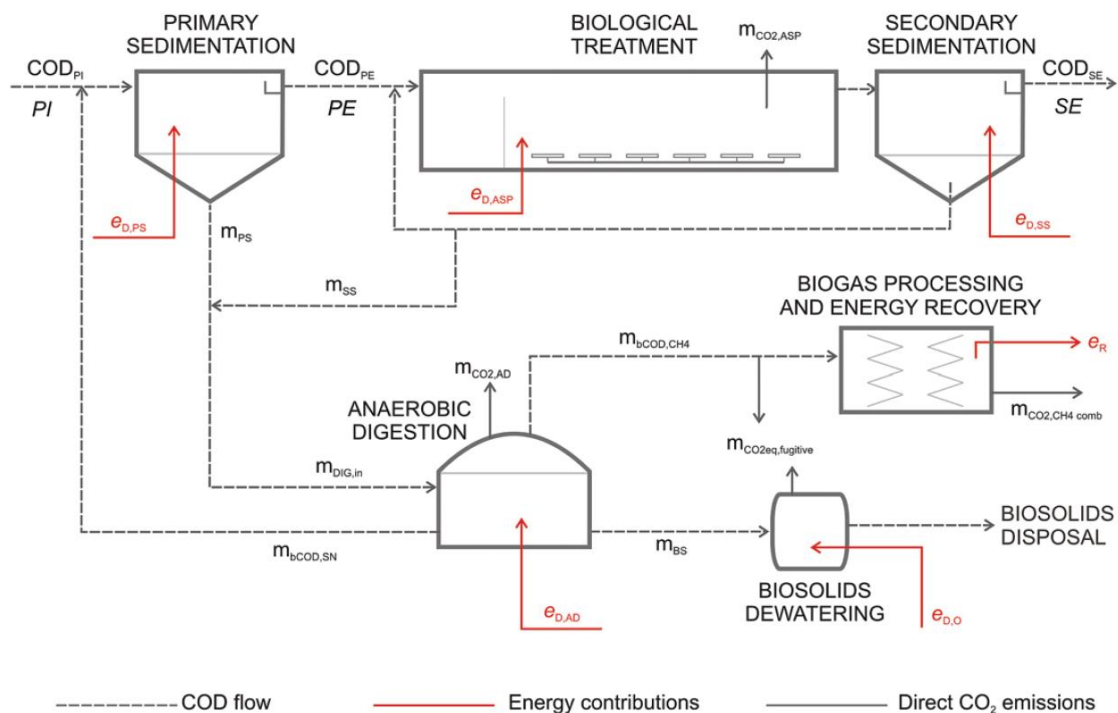 PRIMARY
SEDIMENTATION
BIOLOGICAL
TREATMENT
SECONDARY
SEDIMENTATION
COD_PI
PI
COD_PE
PE
m_CO2,ASP
COD_SE
SE
e_D,PS
e_D,ASP
e_D,SS
m_PS
m_SS
BIOGAS PROCESSING
AND ENERGY RECOVERY
m_bCOD,CH4
e_R
m_CO2,AD
m_CO2,CH4 comb
ANAEROBIC
DIGESTION
m_CO2eq,fugitive
m_DIG,in
m_bCOD,SN
m_BS
BIOSOLIDS
DISPOSAL
BIOSOLIDS
DEWATERING
e_D,AD
e_D,O
COD flow
Energy contributions
Direct CO₂ emissions